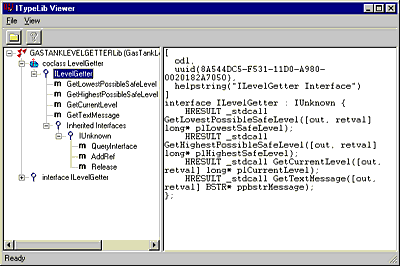 ITypeLib Viewer
File View
GASTANKLEVELGETTERLib (GasTankL
coclass LevelGetter
ILevelGetter
GetLowestPossibleSafeLevel
GetHighestPossibleSafeLevel
GetCurrentLevel
GetTextMessage
Inherited Interfaces
IUnknown
QueryInterface
AddRef
Release
interface ILevelGetter
[
odl,
uuid(8A544DC5-F531-11D0-A980-
0020182A7050),
helpstring("ILevelGetter Interface")
]
interface ILevelGetter : IUnknown {
HRESULT _stdcall
GetLowestPossibleSafeLevel([out, retval]
long* plLowestSafeLevel);
HRESULT _stdcall
GetHighestPossibleSafeLevel([out, retval]
long* plHighestSafeLevel);
HRESULT _stdcall GetCurrentLevel([out,
retval] long* plCurrentLevel);
HRESULT _stdcall GetTextMessage([out,
retval] BSTR* ppbstrMessage);
};
Ready